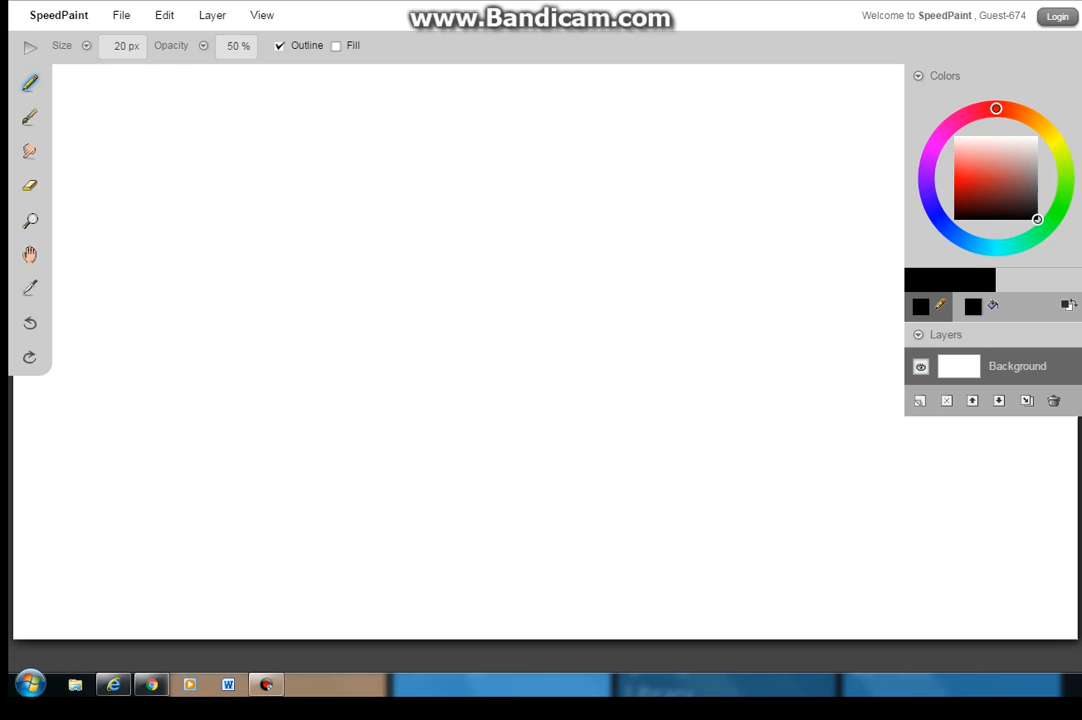 www.Bandicam.com
SpeedPaint File Edit Layer View Welcome to SpeedPaint , Guest-674 Login
Size 20 px Opacity 50 % Outline Fill
Colors
Layers
Background
Library